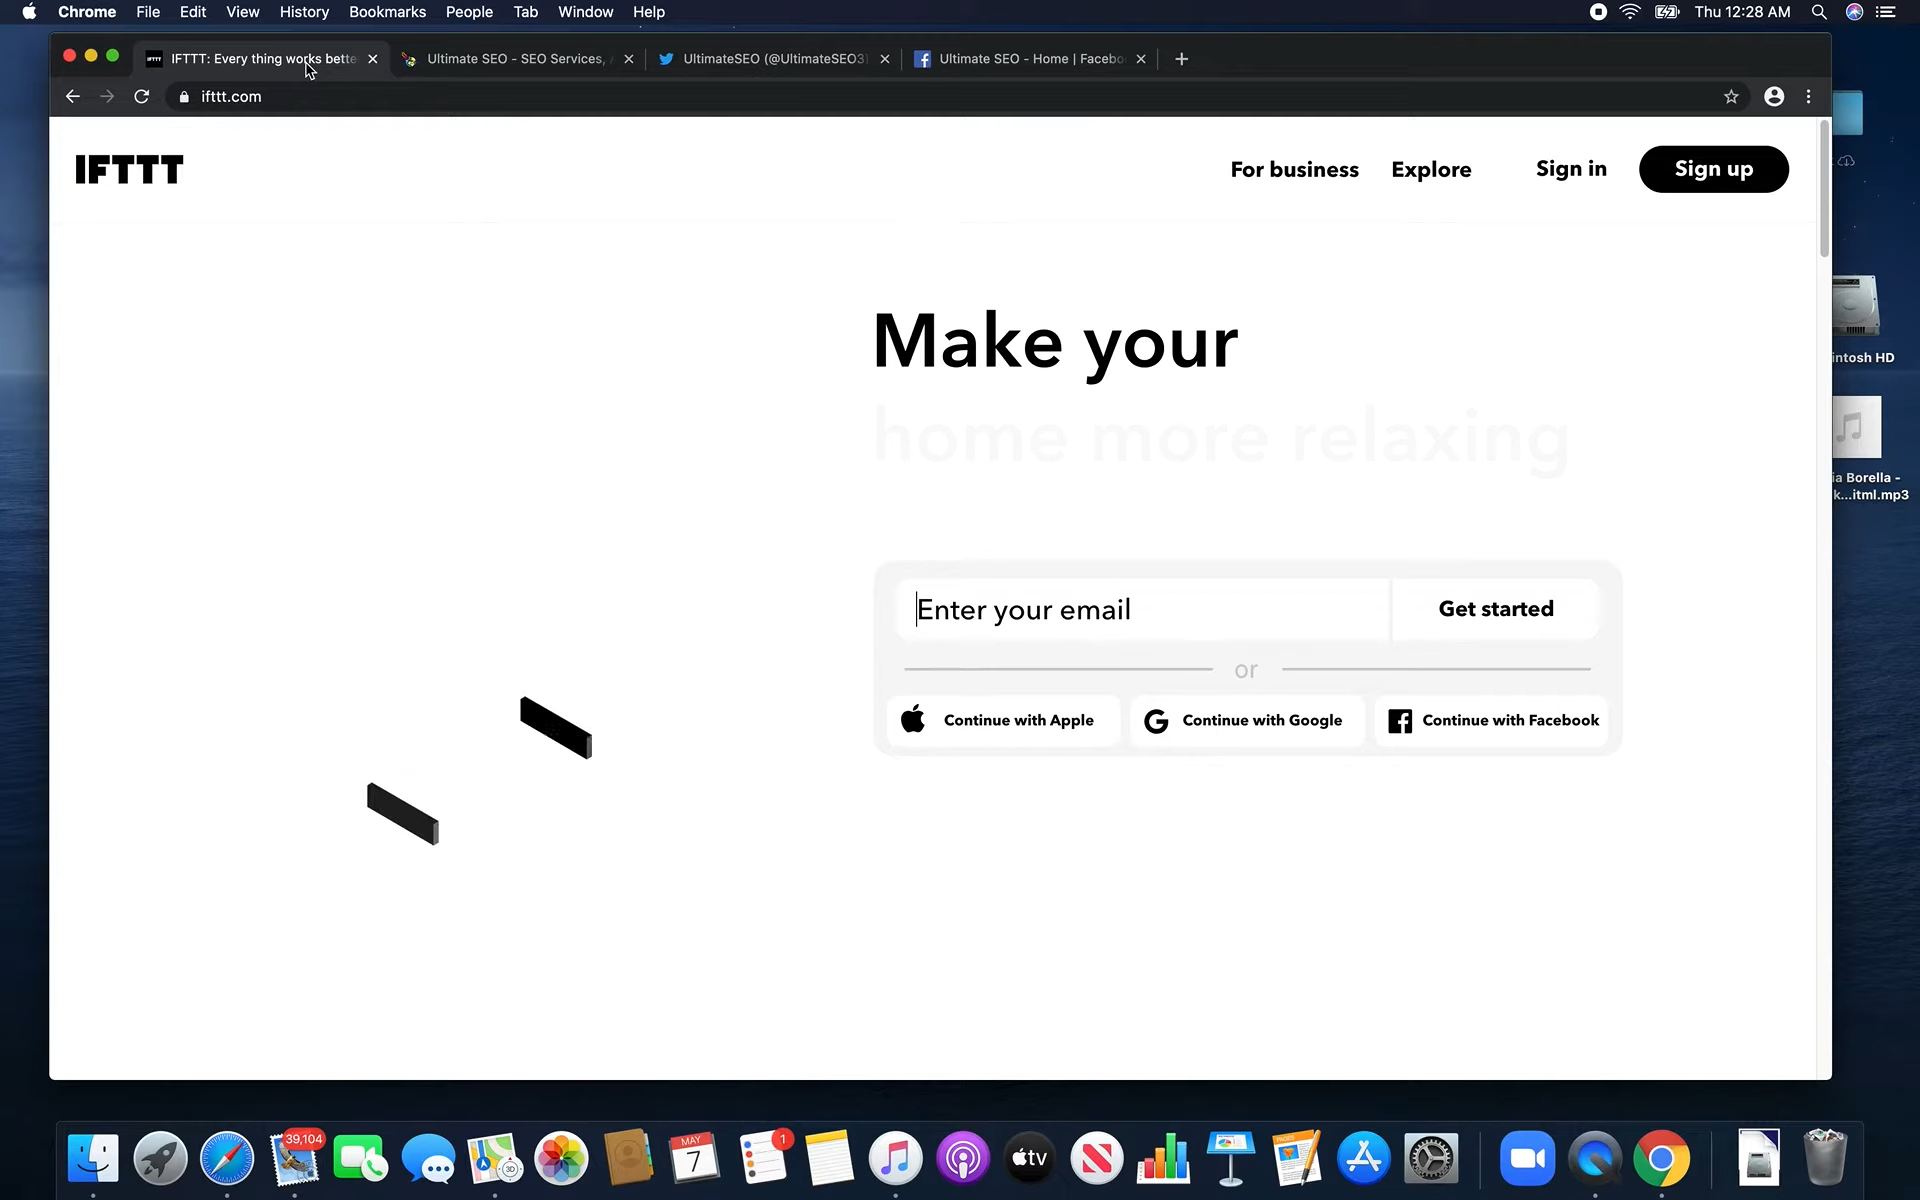 Chrome File Edit View History Bookmarks People Tab Window Help Thu 12:28 AM
IFTTT IFTTT: Every thing works bette Ultimate SEO - SEO Services, UltimateSEO (@UltimateSEO3 Ultimate SEO - Home | Facebo
ifttt.com
IFTTT For business Explore Sign in Sign up
Make your
home more relaxing
Enter your email Get started
or
Continue with Apple Continue with Google Continue with Facebook
intosh HD
ia Borella -
k...itml.mp3
39,104 MAY 1
7 3D tv PAGES